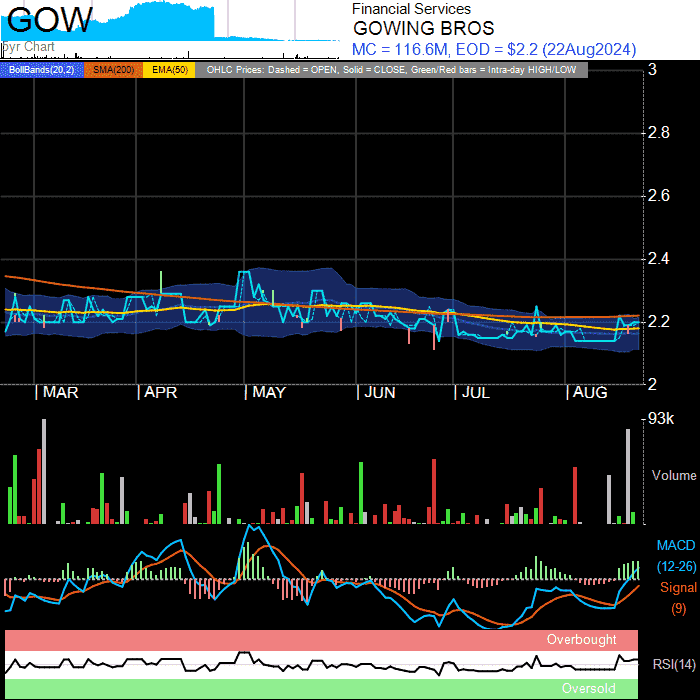 GOW
pyr Chart
Financial Services
GOWING BROS
MC = 116.6M, EOD = $2.2 (22Aug2024)
BollBands(20,2) SMA(200) EMA(50) OHLC Prices: Dashed = OPEN, Solid = CLOSE, Green/Red bars = Intra-day HIGH/LOW
3
2.8
2.6
2.4
2.2
2
| MAR | APR | MAY | JUN | JUL | AUG
93k
Volume
MACD
(12-26)
Signal
(9)
Overbought
RSI(14)
Oversold